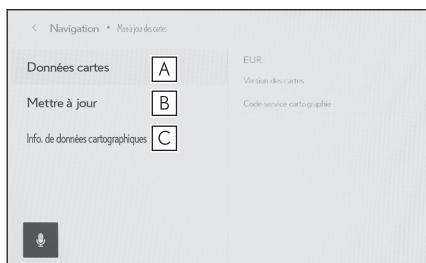 < Navigation • Mise à jour des cartes
Données cartes A
Mettre à jour B
Info. de données cartographiques C
EUR
Version des cartes
Code service cartographie